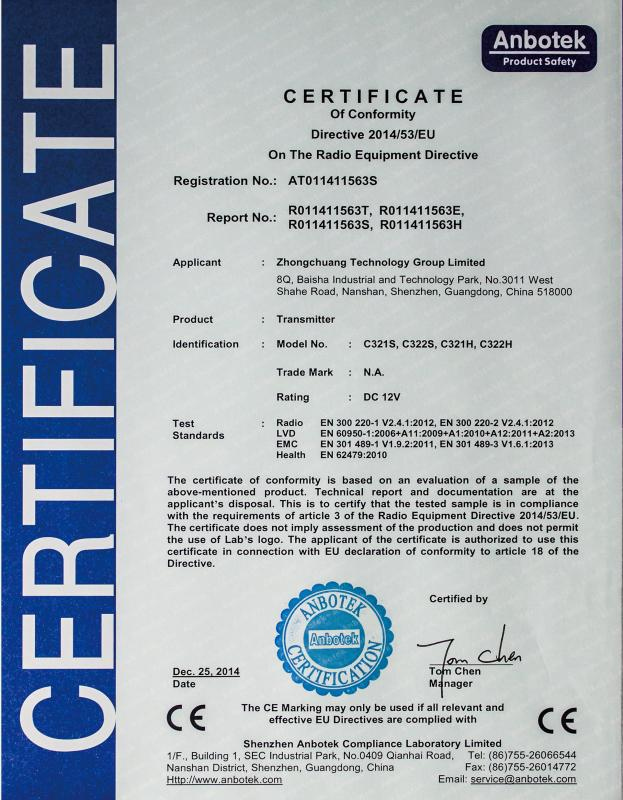 CERTIFICATE
Anbotek
Product Safety
CERTIFICATE
Of Conformity
Directive 2014/53/EU
On The Radio Equipment Directive
Registration No.: AT011411563S
Report No.: R011411563T, R011411563E,
R011411563S, R011411563H
Applicant : Zhongchuang Technology Group Limited
8Q, Baisha Industrial and Technology Park, No.3011 West
Shahe Road, Nanshan, Shenzhen, Guangdong, China 518000
Product : Transmitter
Identification : Model No. : C321S, C322S, C321H, C322H
Trade Mark : N.A.
Rating : DC 12V
Test Standards : Radio EN 300 220-1 V2.4.1:2012, EN 300 220-2 V2.4.1:2012
LVD EN 60950-1:2006+A11:2009+A1:2010+A12:2011+A2:2013
EMC EN 301 489-1 V1.9.2:2011, EN 301 489-3 V1.6.1:2013
Health EN 62479:2010
The certificate of conformity is based on an evaluation of a sample of the
above-mentioned product. Technical report and documentation are at the
applicant's disposal. This is to certify that the tested sample is in compliance
with the requirements of article 3 of the Radio Equipment Directive 2014/53/EU.
The certificate does not imply assessment of the production and does not permit
the use of Lab's logo. The applicant of the certificate is authorized to use this
certificate in connection with EU declaration of conformity to article 18 of the
Directive.
Certified by
ANBOTEK
Anbotek
CERTIFICATION
Tom Chen
Dec. 25, 2014
Date
Tom Chen
Manager
CE
The CE Marking may only be used if all relevant and
effective EU Directives are complied with
CE
Shenzhen Anbotek Compliance Laboratory Limited
1/F., Building 1, SEC Industrial Park, No.0409 Qianhai Road, Tel: (86)755-26066544
Nanshan District, Shenzhen, Guangdong, China Fax: (86)755-26014772
Http://www.anbotek.com Email: service@anbotek.com